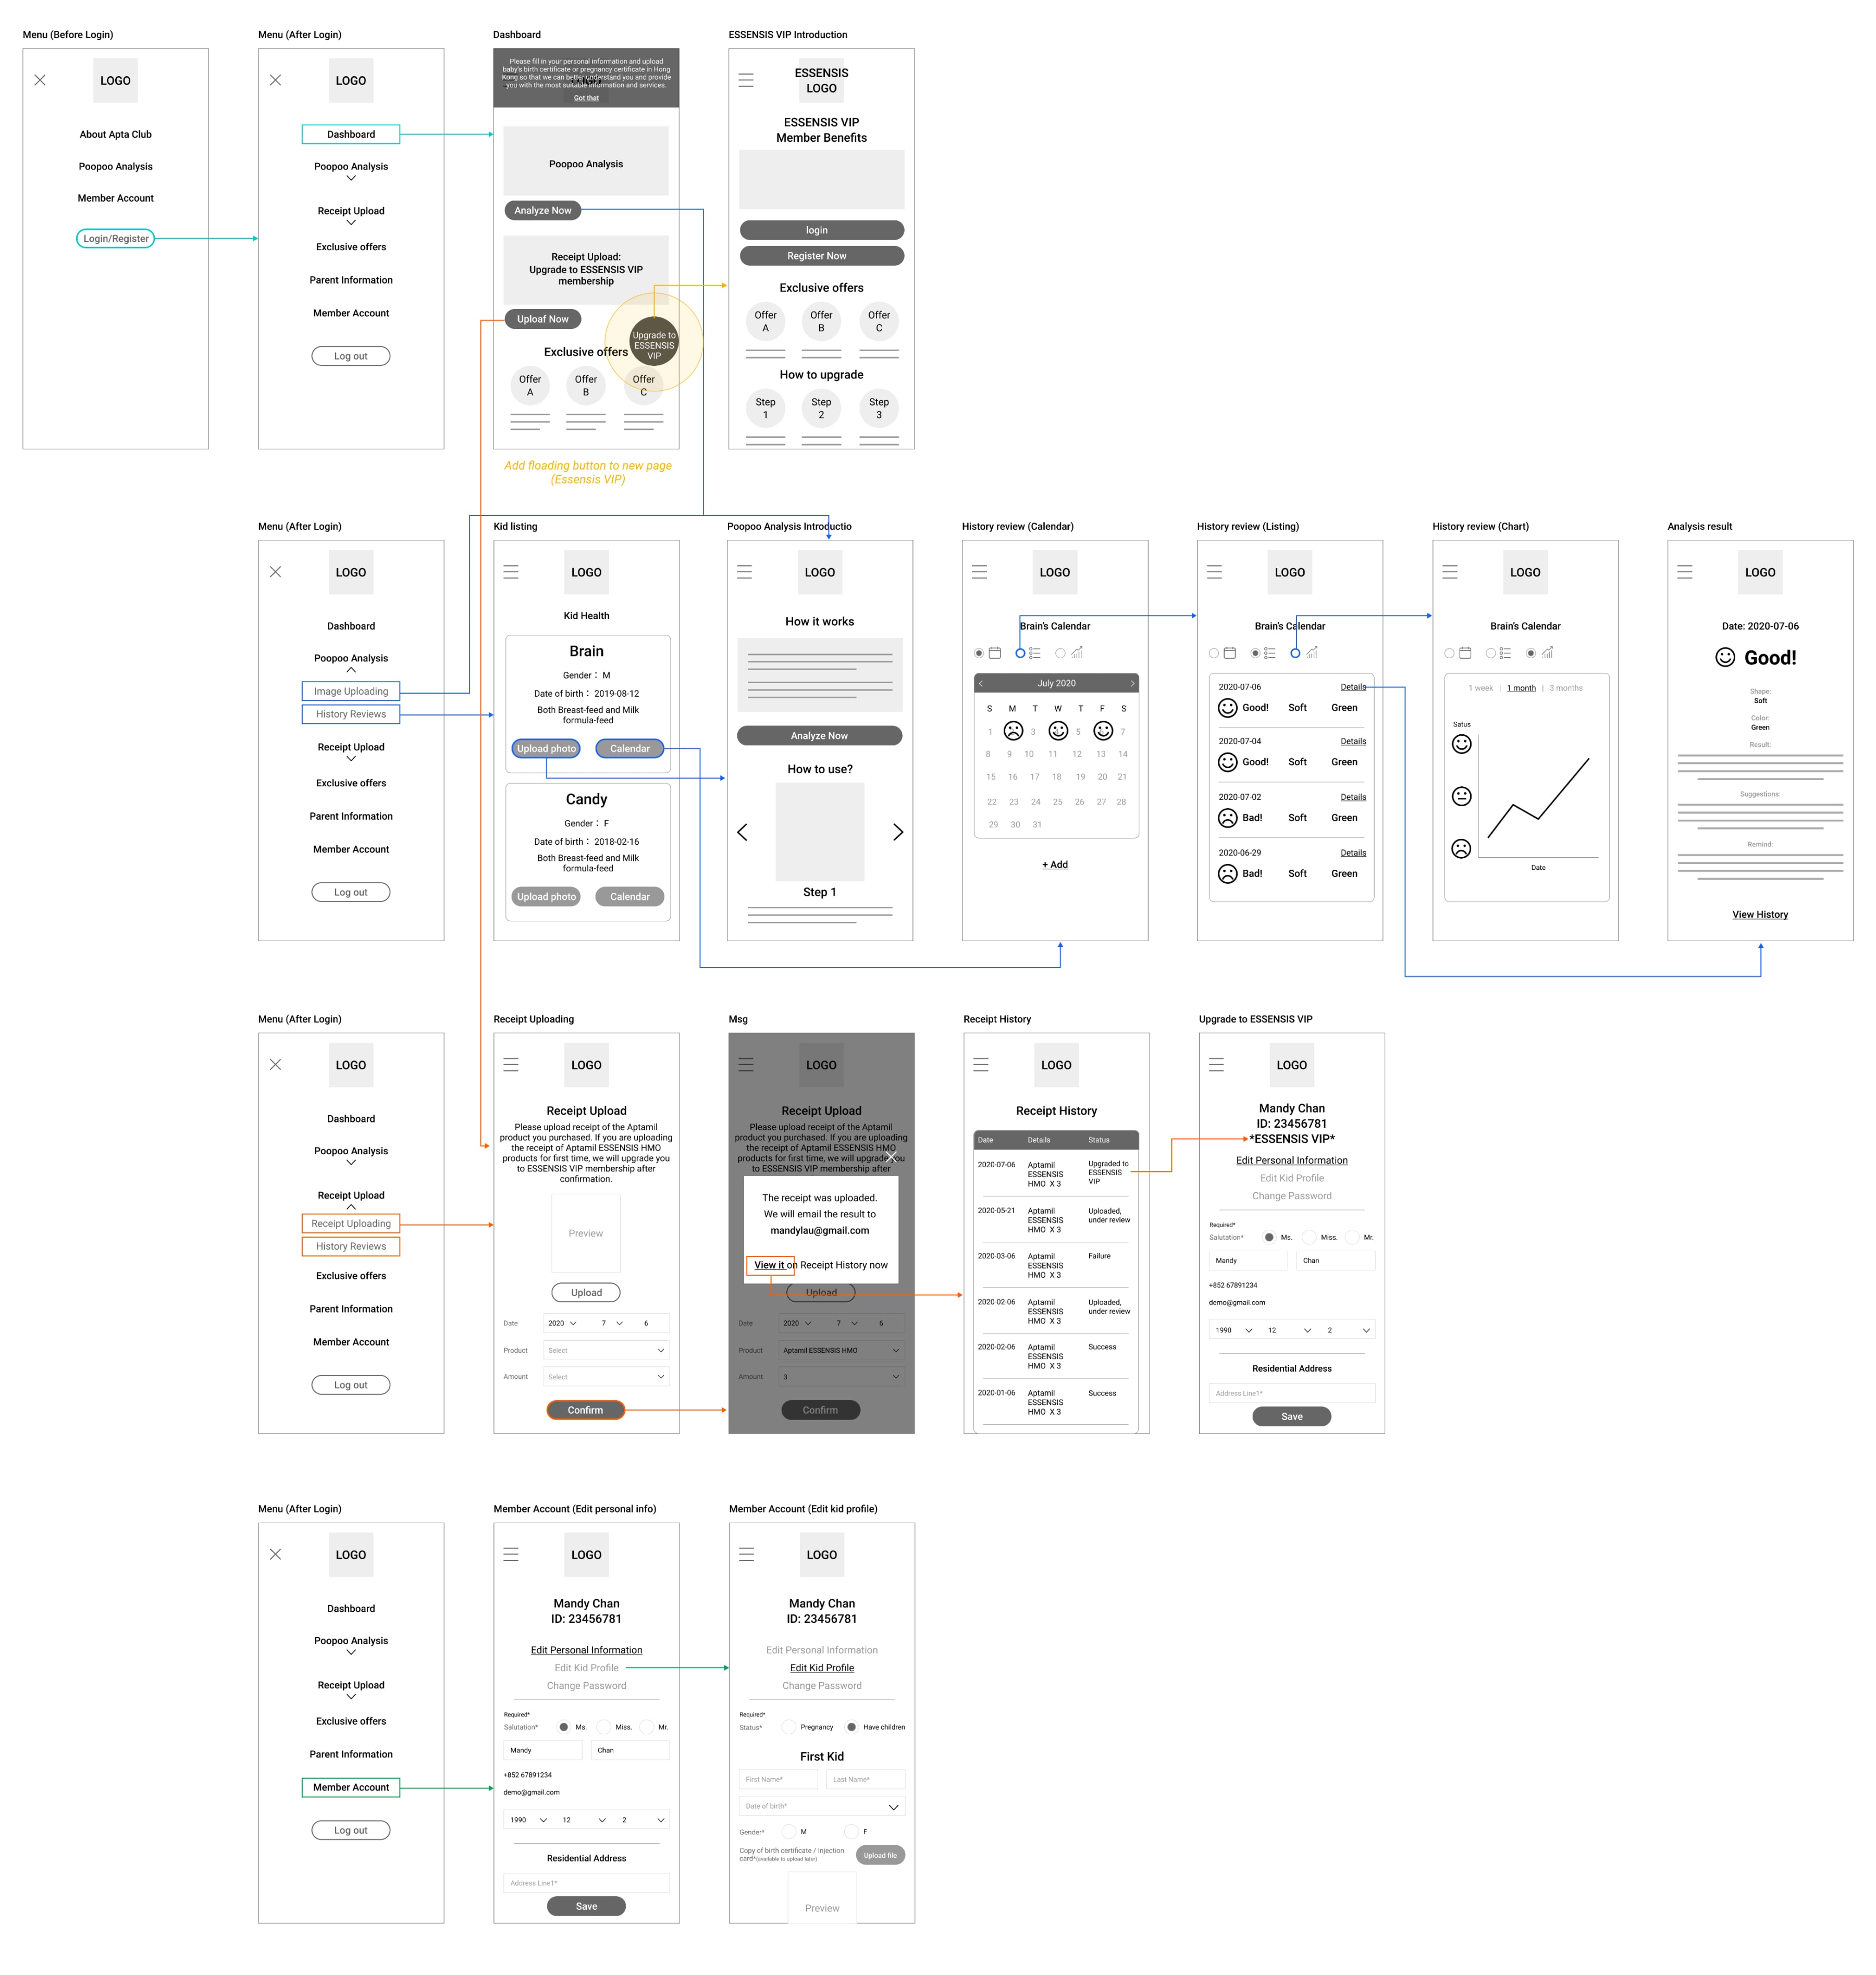 Menu (Before Login)
LOGO
About Apta Club
Poopoo Analysis
Member Account
Login/Register
Menu (After Login)
LOGO
Dashboard
Poopoo Analysis
Receipt Upload
Exclusive offers
Parent Information
Member Account
Log out
Dashboard
Please fill in your personal information and upload
baby's birth certificate or pregnancy certificate in Hong
Kong so that we can better understand you and provide
you with the most suitable information and services.
Got that
Poopoo Analysis
Analyze Now
Receipt Upload:
Upgrade to ESSENSIS VIP
membership
Uploaf Now
Upgrade to
ESSENSIS
VIP
Exclusive offers
Offer
A
Offer
B
Offer
C
Add floading button to new page
(Essensis VIP)
ESSENSIS VIP Introduction
ESSENSIS
LOGO
ESSENSIS VIP
Member Benefits
login
Register Now
Exclusive offers
Offer
A
Offer
B
Offer
C
How to upgrade
Step
1
Step
2
Step
3
Menu (After Login)
LOGO
Dashboard
Poopoo Analysis
Image Uploading
History Reviews
Receipt Upload
Exclusive offers
Parent Information
Member Account
Log out
Kid listing
LOGO
Kid Health
Brain
Gender： M
Date of birth： 2019-08-12
Both Breast-feed and Milk
formula-feed
Upload photo
Calendar
Candy
Gender： F
Date of birth： 2018-02-16
Both Breast-feed and Milk
formula-feed
Upload photo
Calendar
Poopoo Analysis Introductio
LOGO
How it works
Analyze Now
How to use?
Step 1
History review (Calendar)
LOGO
Brain's Calendar
July 2020
S M T W T F S
1 3 5 7
8 9 10 11 12 13 14
15 16 17 18 19 20 21
22 23 24 25 26 27 28
29 30 31
+ Add
History review (Listing)
LOGO
Brain's Calendar
2020-07-06 Details
Good! Soft Green
2020-07-04 Details
Good! Soft Green
2020-07-02 Details
Bad! Soft Green
2020-06-29 Details
Bad! Soft Green
History review (Chart)
LOGO
Brain's Calendar
1 week | 1 month | 3 months
Satus
Date
Analysis result
LOGO
Date: 2020-07-06
Good!
Shape:
Soft
Color:
Green
Result:
Suggestions:
Remind:
View History
Menu (After Login)
LOGO
Dashboard
Poopoo Analysis
Receipt Upload
Receipt Uploading
History Reviews
Exclusive offers
Parent Information
Member Account
Log out
Receipt Uploading
LOGO
Receipt Upload
Please upload receipt of the Aptamil
product you purchased. If you are uploading
the receipt of Aptamil ESSENSIS HMO
products for first time, we will upgrade you
to ESSENSIS VIP membership after
confirmation.
Preview
Upload
Date 2020 7 6
Product Select
Amount Select
Confirm
Msg
LOGO
Receipt Upload
Please upload receipt of the Aptamil
product you purchased. If you are uploading
the receipt of Aptamil ESSENSIS HMO
products for first time, we will upgrade you
to ESSENSIS VIP membership after
The receipt was uploaded.
We will email the result to
mandylau@gmail.com
View it on Receipt History now
Upload
Date 2020 7 6
Product Aptamil ESSENSIS HMO
Amount 3
Confirm
Receipt History
LOGO
Receipt History
Date Details Status
2020-07-06 Aptamil Upgraded to
ESSENSIS ESSENSIS
HMO X 3 VIP
2020-05-21 Aptamil Uploaded,
ESSENSIS under review
HMO X 3
2020-03-06 Aptamil Failure
ESSENSIS
HMO X 3
2020-02-06 Aptamil Uploaded,
ESSENSIS under review
HMO X 3
2020-02-06 Aptamil Success
ESSENSIS
HMO X 3
2020-01-06 Aptamil Success
ESSENSIS
HMO X 3
Upgrade to ESSENSIS VIP
LOGO
Mandy Chan
ID: 23456781
*ESSENSIS VIP*
Edit Personal Information
Edit Kid Profile
Change Password
Required*
Salutation* Ms. Miss. Mr.
Mandy Chan
+852 67891234
demo@gmail.com
1990 12 2
Residential Address
Address Line1*
Save
Menu (After Login)
LOGO
Dashboard
Poopoo Analysis
Receipt Upload
Exclusive offers
Parent Information
Member Account
Log out
Member Account (Edit personal info)
LOGO
Mandy Chan
ID: 23456781
Edit Personal Information
Edit Kid Profile
Change Password
Required*
Salutation* Ms. Miss. Mr.
Mandy Chan
+852 67891234
demo@gmail.com
1990 12 2
Residential Address
Address Line1*
Save
Member Account (Edit kid profile)
LOGO
Mandy Chan
ID: 23456781
Edit Personal Information
Edit Kid Profile
Change Password
Required*
Status* Pregnancy Have children
First Kid
First Name* Last Name*
Date of birth*
Gender* M F
Copy of birth certificate / Injection
card*(available to upload later)
Upload file
Preview